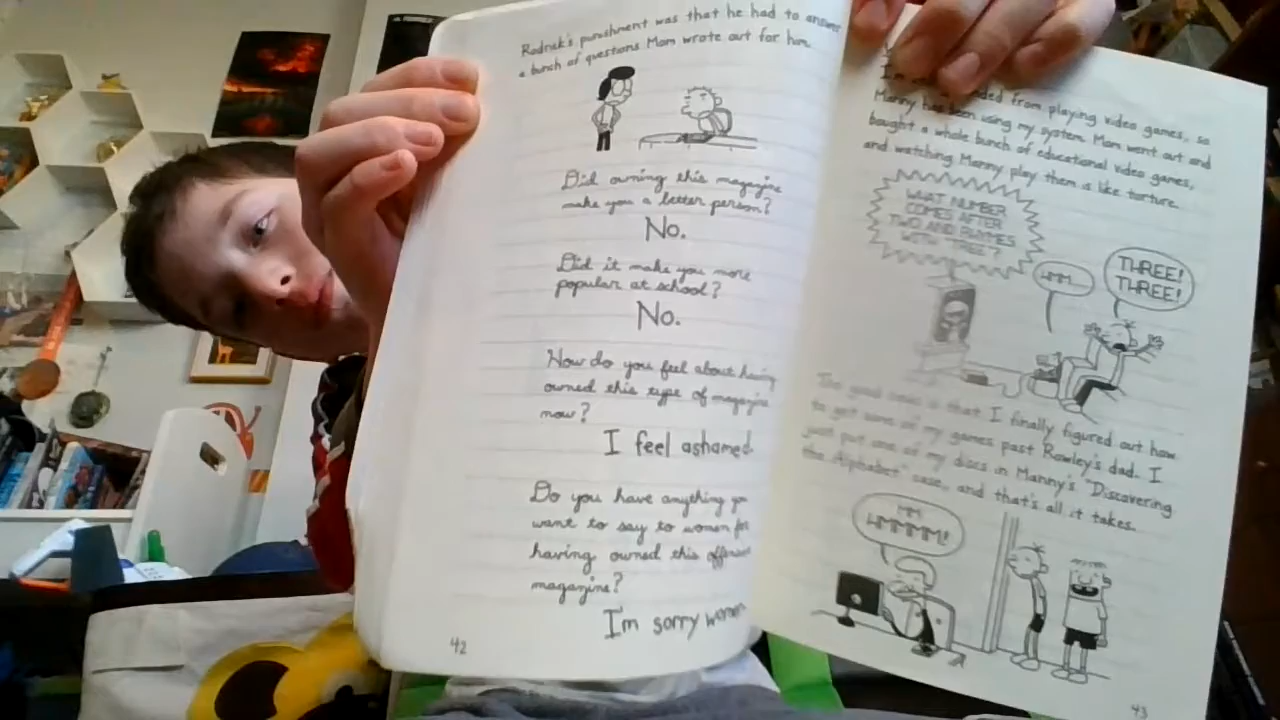 Rodrick's punishment was that he had to answer
a bunch of questions Mom wrote out for him.
Did owning this magazine
make you a better person?
No.
Did it make you more
popular at school?
No.
How do you feel about having
owned this type of magazine
now?
I feel ashamed.
Do you have anything you
want to say to women for
having owned this offensive
magazine?
I'm sorry women.
42
I'm from playing video games, so
Manny has been using my system. Mom went out and
bought a whole bunch of educational video games,
and watching Manny play them is like torture.
WHAT NUMBER
COMES AFTER
TWO AND RHYMES
WITH "TREE"?
HMM...
THREE!
THREE!
The good news is that I finally figured out how
to get some of my games past Rowley's dad. I
just put one of my discs in Manny's "Discovering
the Alphabet" case, and that's all it takes.
MM
HMMMM!
43